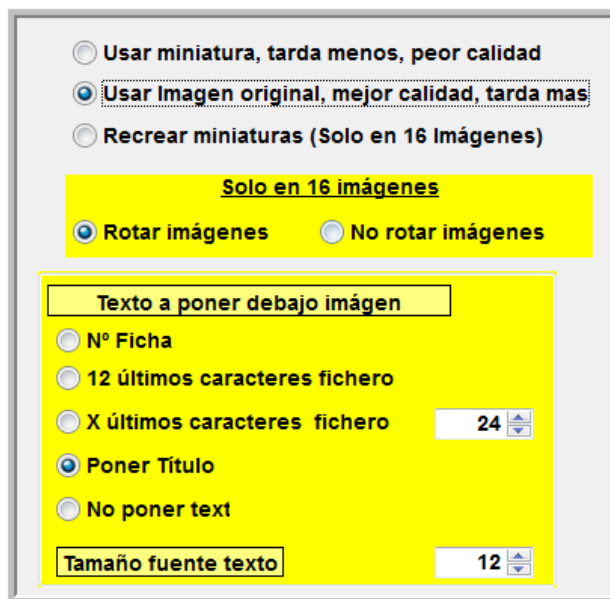 Usar miniatura, tarda menos, peor calidad
Usar Imagen original, mejor calidad, tarda mas
Recrear miniaturas (Solo en 16 Imágenes)
Solo en 16 imágenes
Rotar imágenes No rotar imágenes
Texto a poner debajo imágen
Nº Ficha
12 últimos caracteres fichero
X últimos caracteres fichero 24
Poner Título
No poner text
Tamaño fuente texto 12